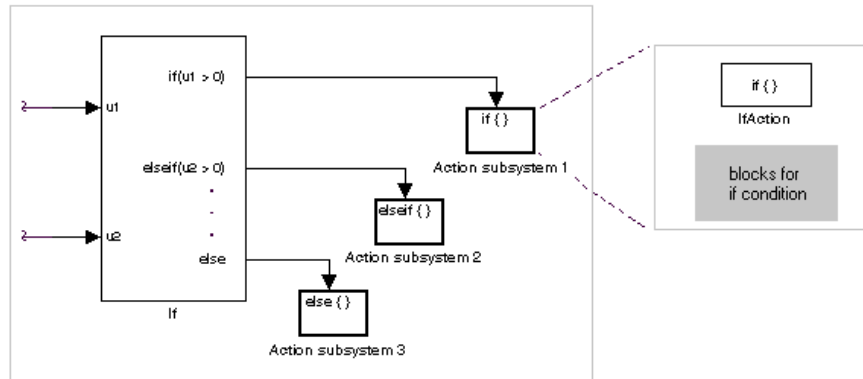 u1
u2
if(u1 > 0)
elseif(u2 > 0)
else
If
if { }
Action subsystem 1
elseif { }
Action subsystem 2
else { }
Action subsystem 3
if { }
IfAction
blocks for
if condition